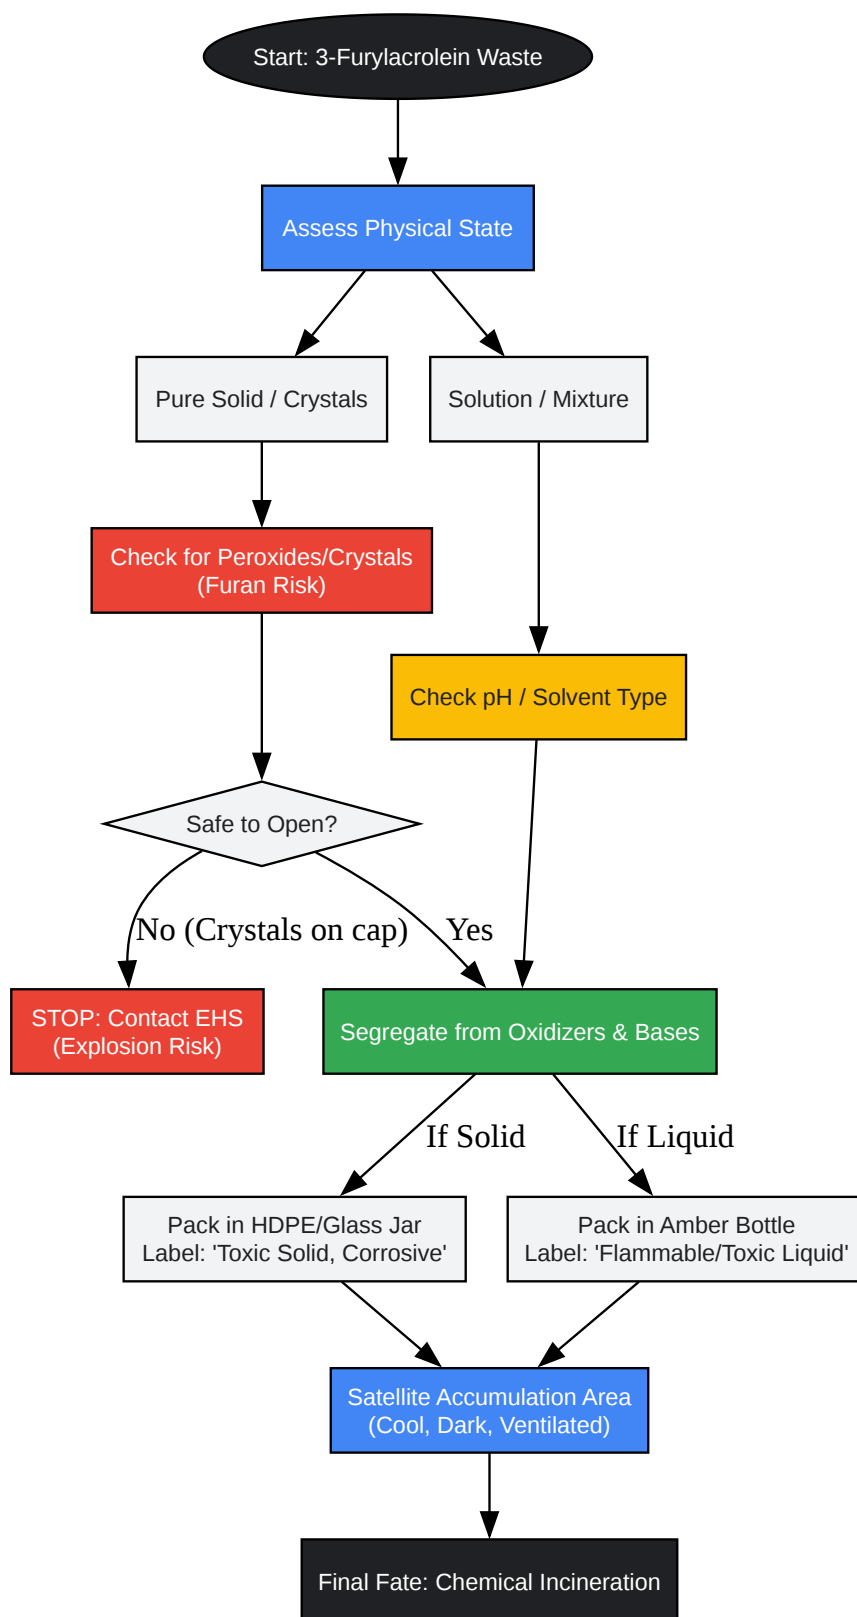 Start: 3-Furylacrolein Waste
Assess Physical State
Pure Solid / Crystals
Solution / Mixture
Check for Peroxides/Crystals
(Furan Risk)
Check pH / Solvent Type
Safe to Open?
No (Crystals on cap)
Yes
STOP: Contact EHS
(Explosion Risk)
Segregate from Oxidizers & Bases
If Solid
If Liquid
Pack in HDPE/Glass Jar
Label: 'Toxic Solid, Corrosive'
Pack in Amber Bottle
Label: 'Flammable/Toxic Liquid'
Satellite Accumulation Area
(Cool, Dark, Ventilated)
Final Fate: Chemical Incineration